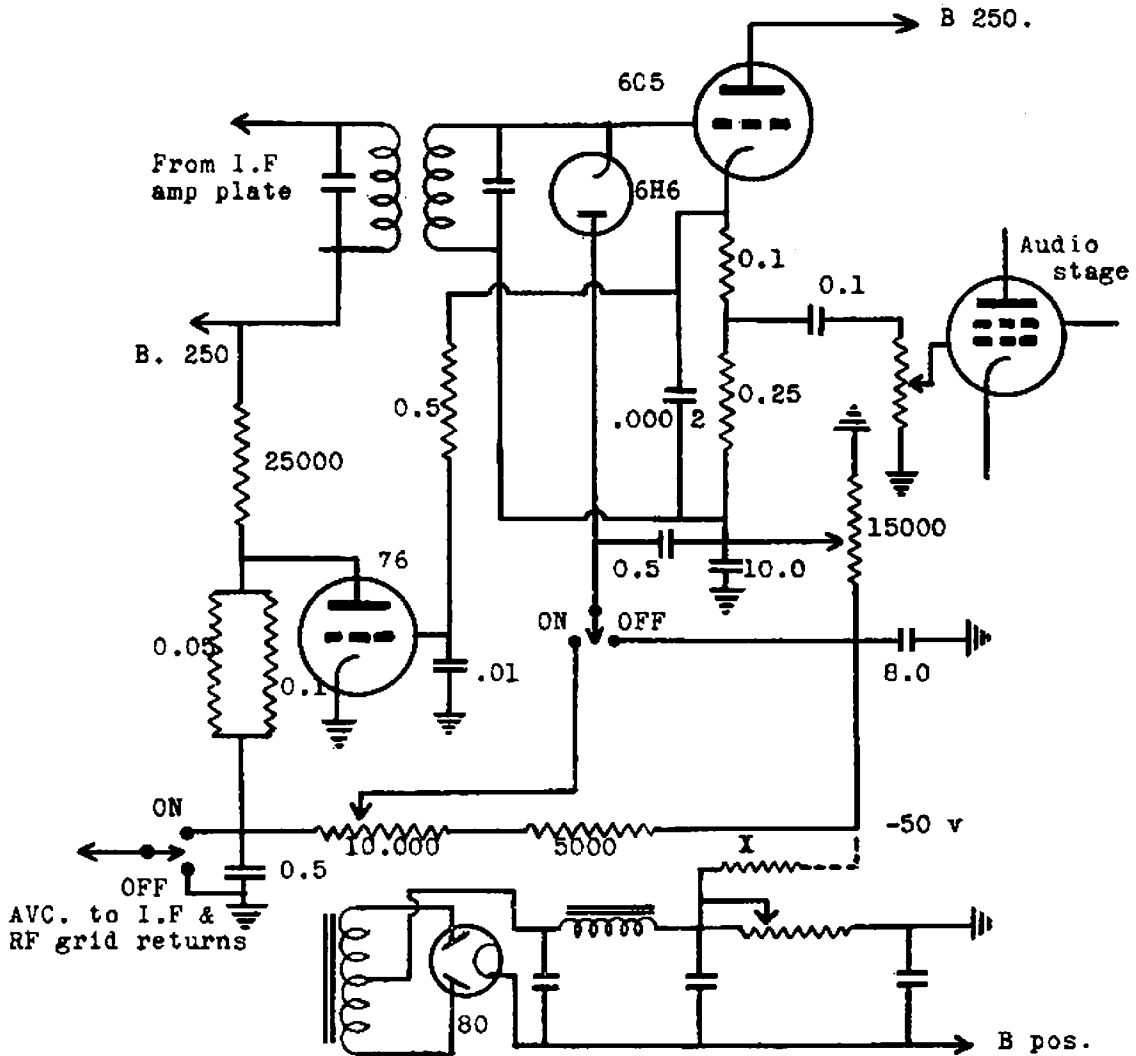 B 250.
6C5
From I.F
amp plate
6H6
Audio
stage
0.1
0.1
B. 250
0.5
0.25
.000 2
25000
15000
76
0.5
10.0
ON
OFF
0.05
0.1
.01
8.0
ON
-50 v
10.000
5000
X
OFF
0.5
AVC. to I.F &
RF grid returns
80
B pos.